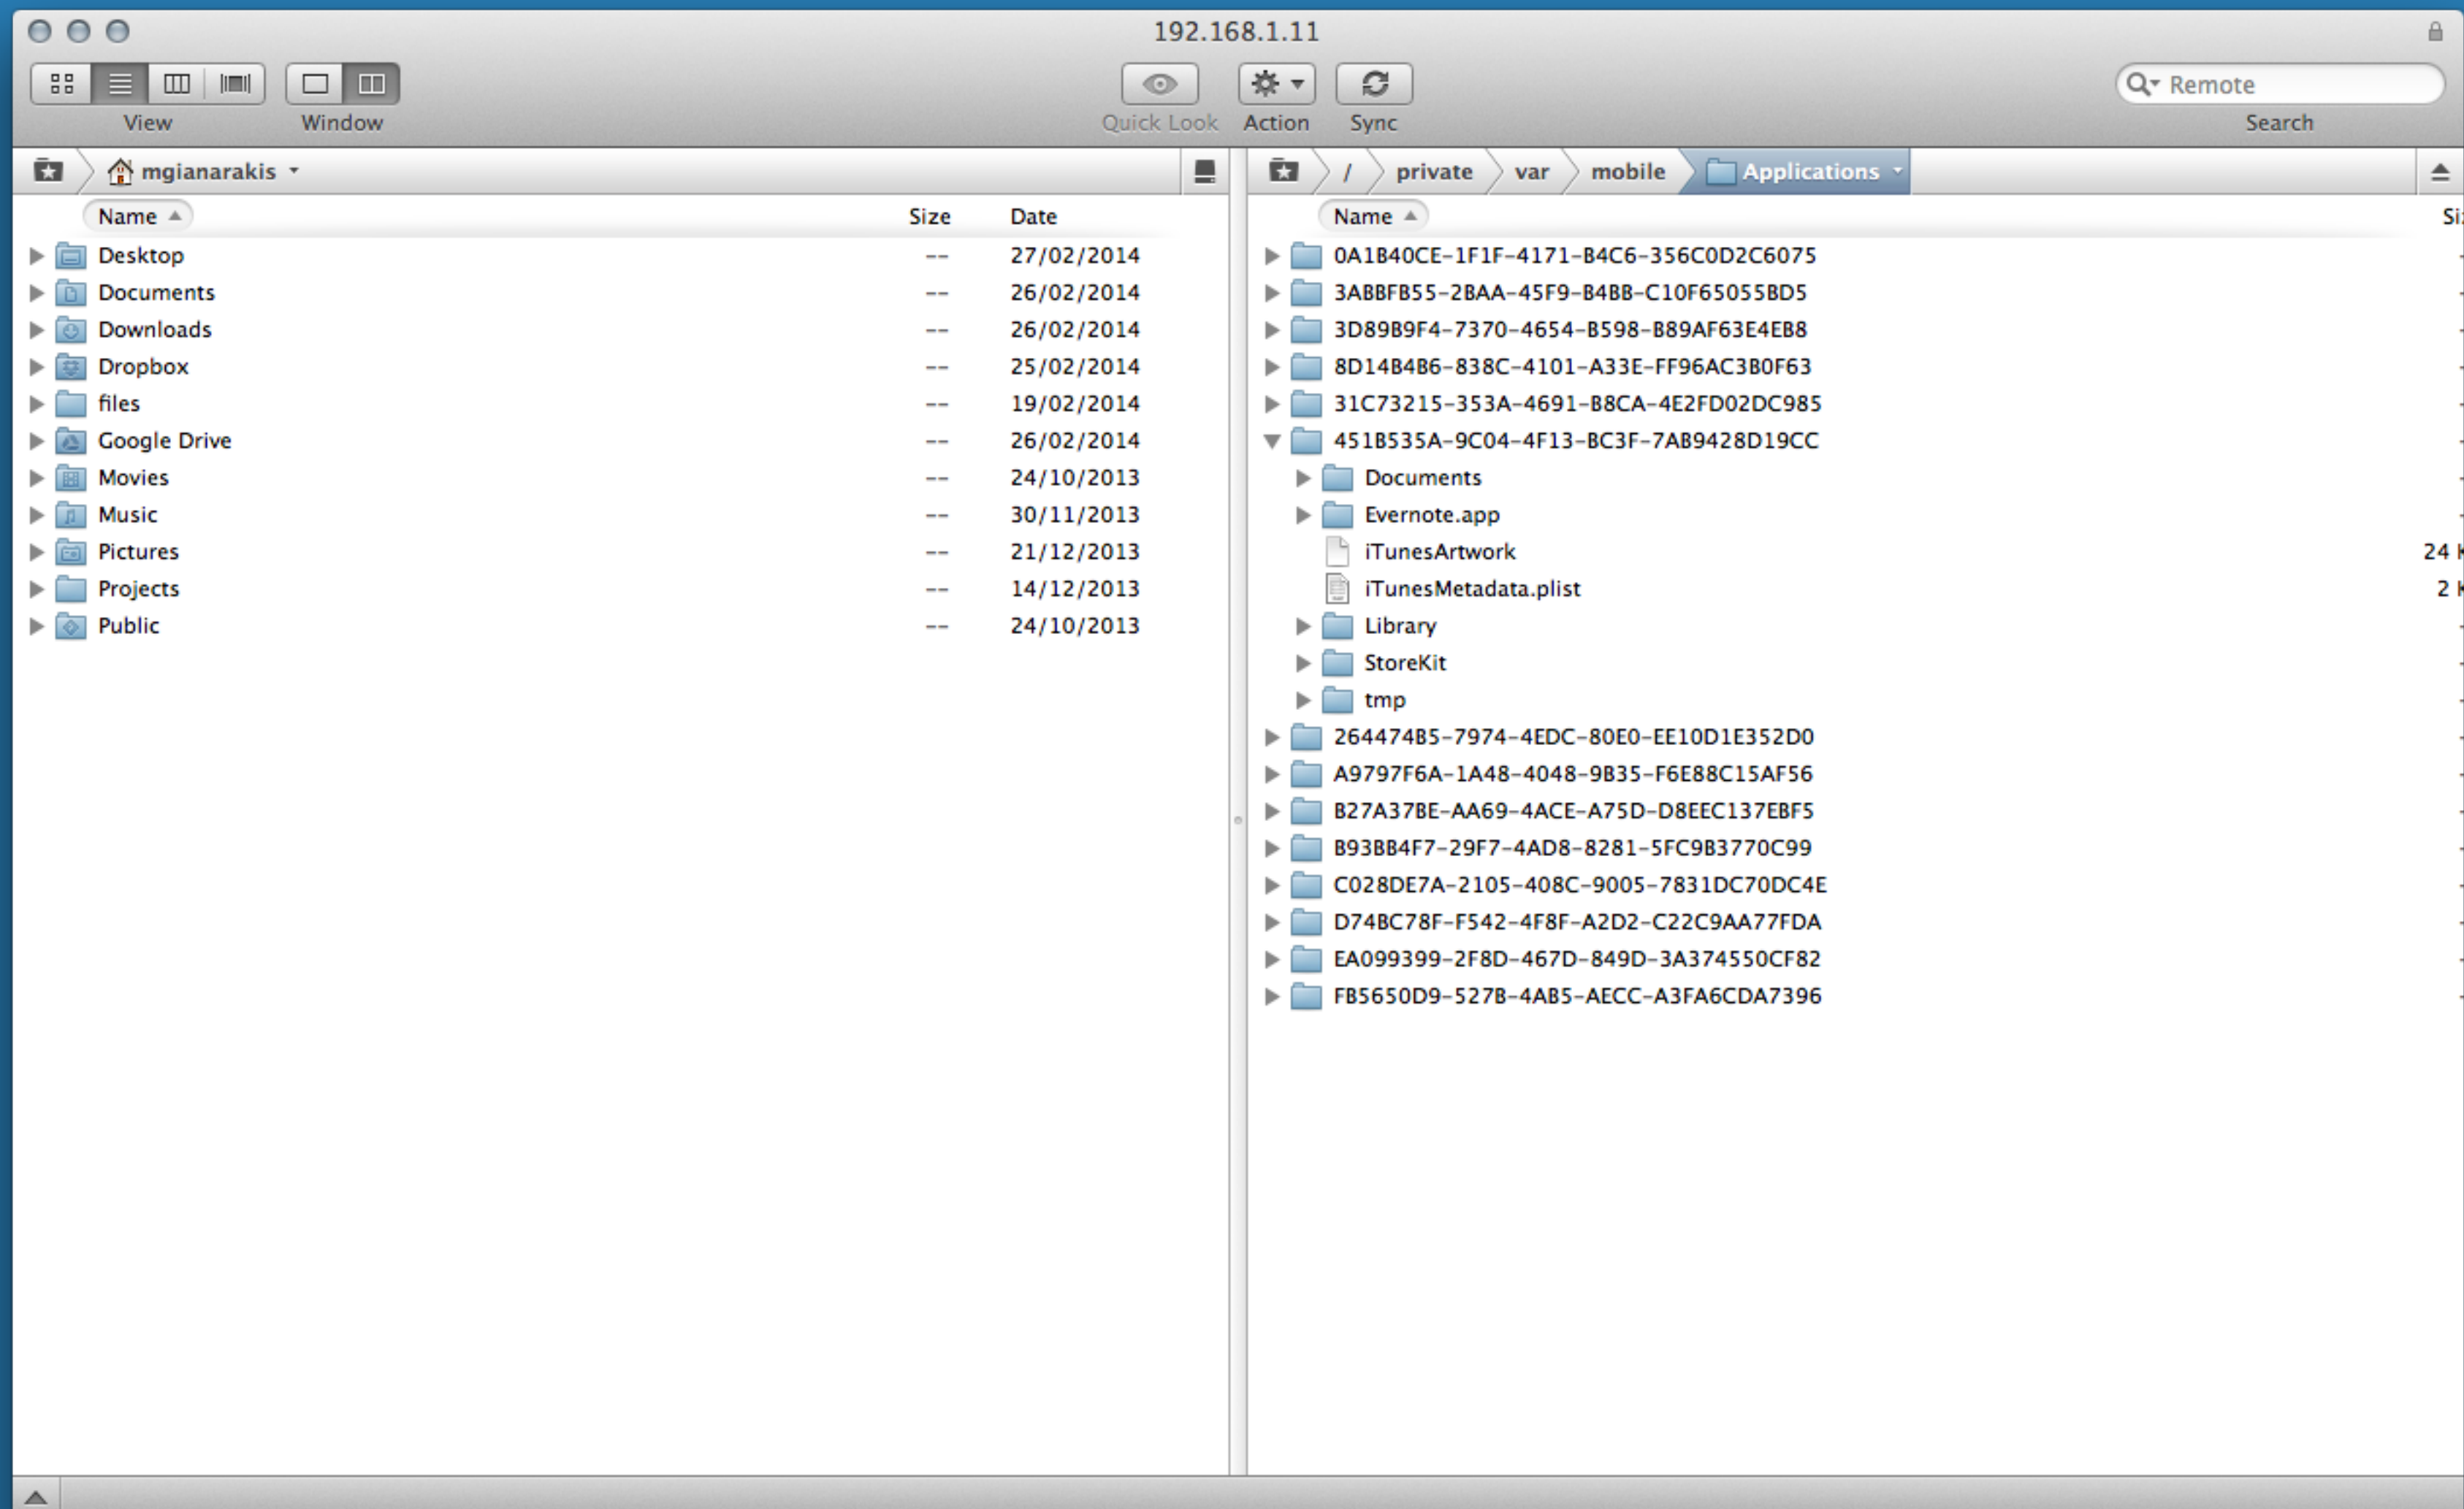 192.168.1.11
View Window Quick Look Action Sync Remote Search
mgianarakis
Name Size Date
Desktop -- 27/02/2014
Documents -- 26/02/2014
Downloads -- 26/02/2014
Dropbox -- 25/02/2014
files -- 19/02/2014
Google Drive -- 26/02/2014
Movies -- 24/10/2013
Music -- 30/11/2013
Pictures -- 21/12/2013
Projects -- 14/12/2013
Public -- 24/10/2013
/ private var mobile Applications
Name
0A1B40CE-1F1F-4171-B4C6-356C0D2C6075
3ABBFB55-2BAA-45F9-B4BB-C10F65055BD5
3D89B9F4-7370-4654-B598-B89AF63E4EB8
8D14B4B6-838C-4101-A33E-FF96AC3B0F63
31C73215-353A-4691-B8CA-4E2FD02DC985
451B535A-9C04-4F13-BC3F-7AB9428D19CC
Documents
Evernote.app
iTunesArtwork 24
iTunesMetadata.plist 2
Library
StoreKit
tmp
264474B5-7974-4EDC-80E0-EE10D1E352D0
A9797F6A-1A48-4048-9B35-F6E88C15AF56
B27A37BE-AA69-4ACE-A75D-D8EEC137EBF5
B93BB4F7-29F7-4AD8-8281-5FC9B3770C99
C028DE7A-2105-408C-9005-7831DC70DC4E
D74BC78F-F542-4F8F-A2D2-C22C9AA77FDA
EA099399-2F8D-467D-849D-3A374550CF82
FB5650D9-527B-4AB5-AECC-A3FA6CDA7396